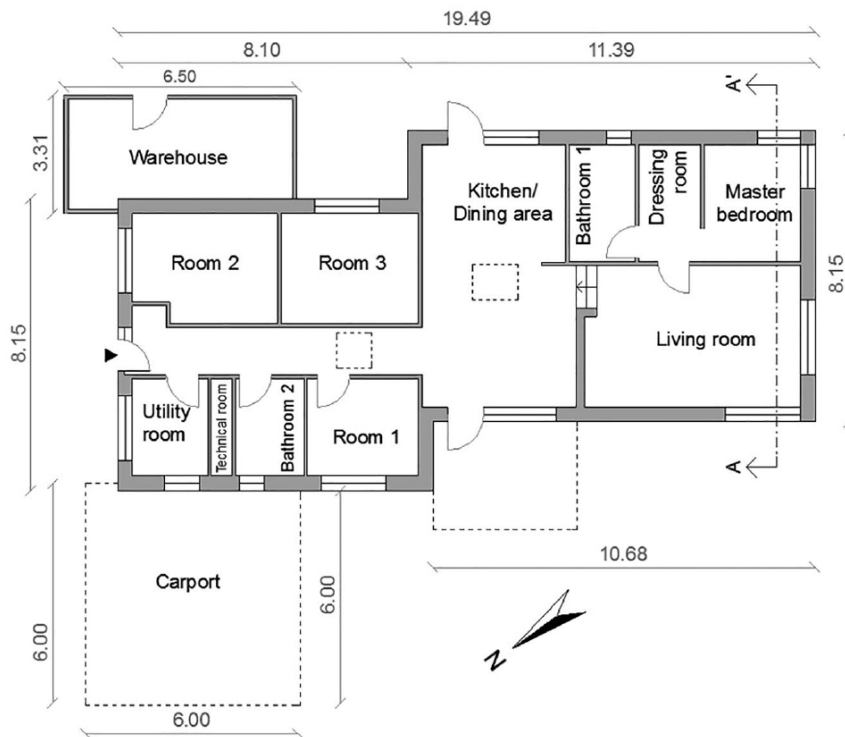 19.49
8.10
11.39
6.50
A'
3.31
Warehouse
Kitchen/
Dining area
Bathroom 1
Dressing
room
Master
bedroom
Room 2
Room 3
8.15
8.15
Living room
Utility
room
Technical room
Bathroom 2
Room 1
A
10.68
Carport
6.00
6.00
N
6.00